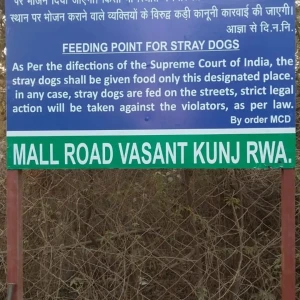 स्थान पर भोजन कराने वाले व्यक्तियों के विरुद्ध कड़ी कानूनी कारवाई की जाएगी।
आज्ञा से दि.न.नि.
FEEDING POINT FOR STRAY DOGS
As Per the difections of the Supreme Court of India, the
stray dogs shall be given food only this designated place.
in any case, stray dogs are fed on the streets, strict legal
action will be taken against the violators, as per law.
By order MCD
MALL ROAD VASANT KUNJ RWA.